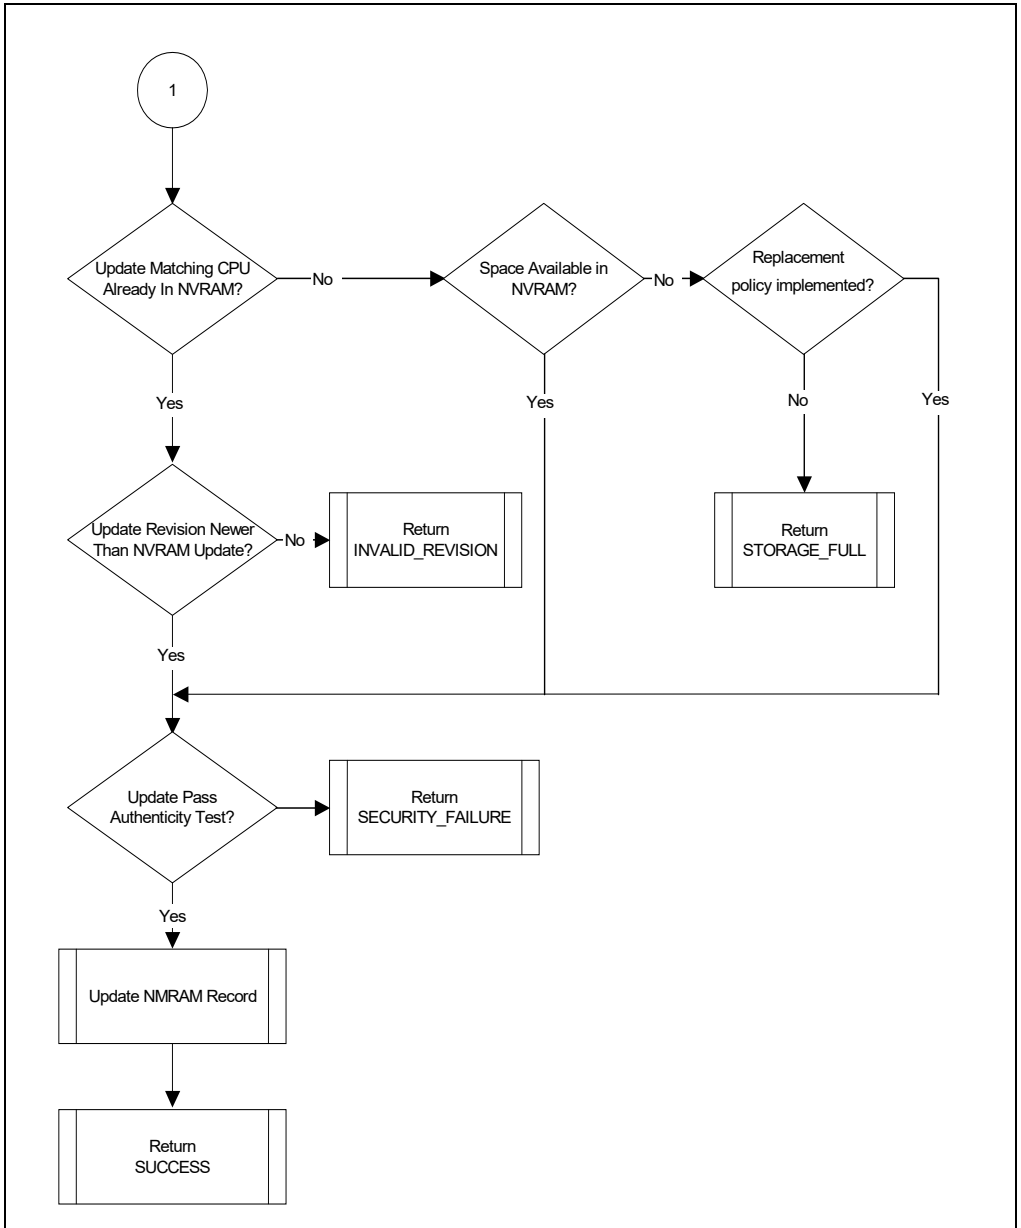 1
Update Matching CPU
Already In NVRAM?
No
Space Available in
NVRAM?
No
Replacement
policy implemented?
Yes
Yes
No
Yes
Update Revision Newer
Than NVRAM Update?
No
Return
INVALID_REVISION
Return
STORAGE_FULL
Yes
Update Pass
Authenticity Test?
Return
SECURITY_FAILURE
Yes
Update NMRAM Record
Return
SUCCESS